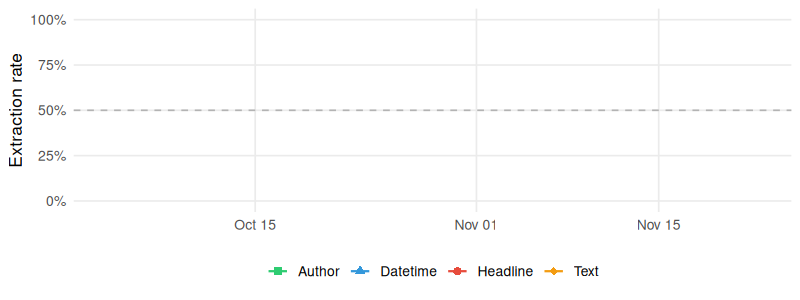 Extraction rate
100%
75%
50%
25%
0%
Oct 15 Nov 01 Nov 15
Author Datetime Headline Text